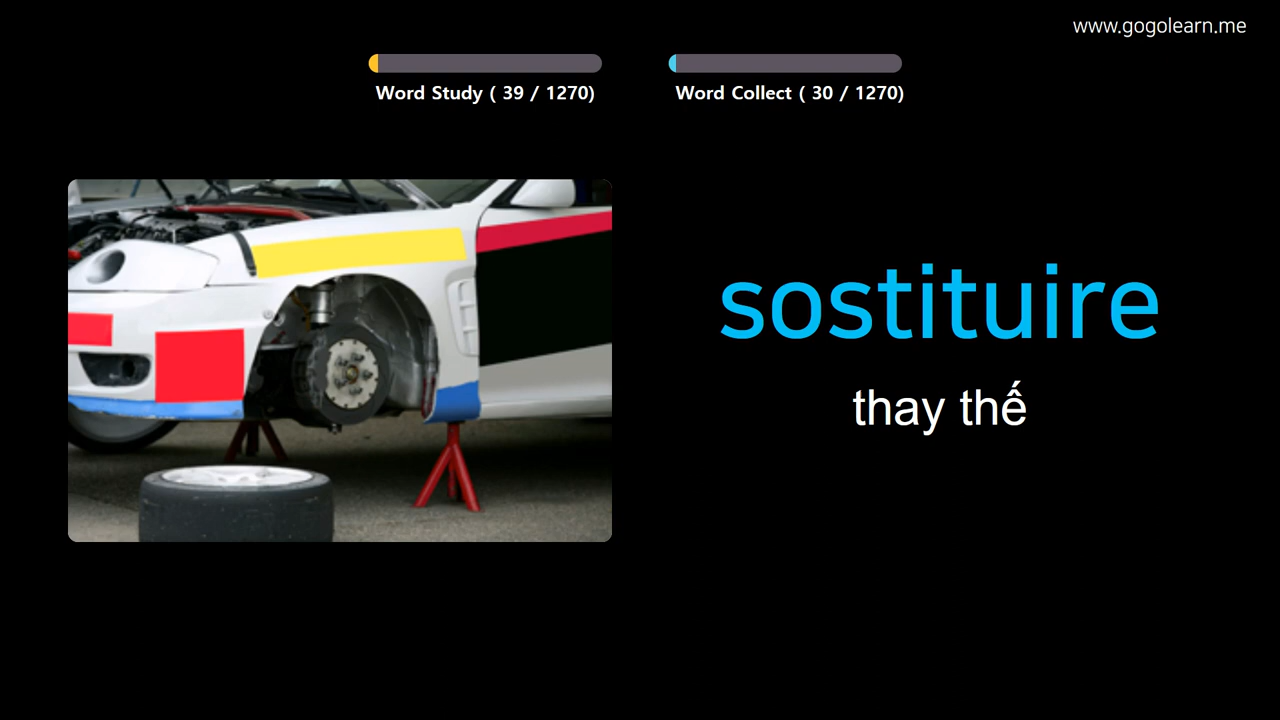 www.gogolearn.me
Word Study ( 39 / 1270)
Word Collect ( 30 / 1270)
sostituire
thay thế